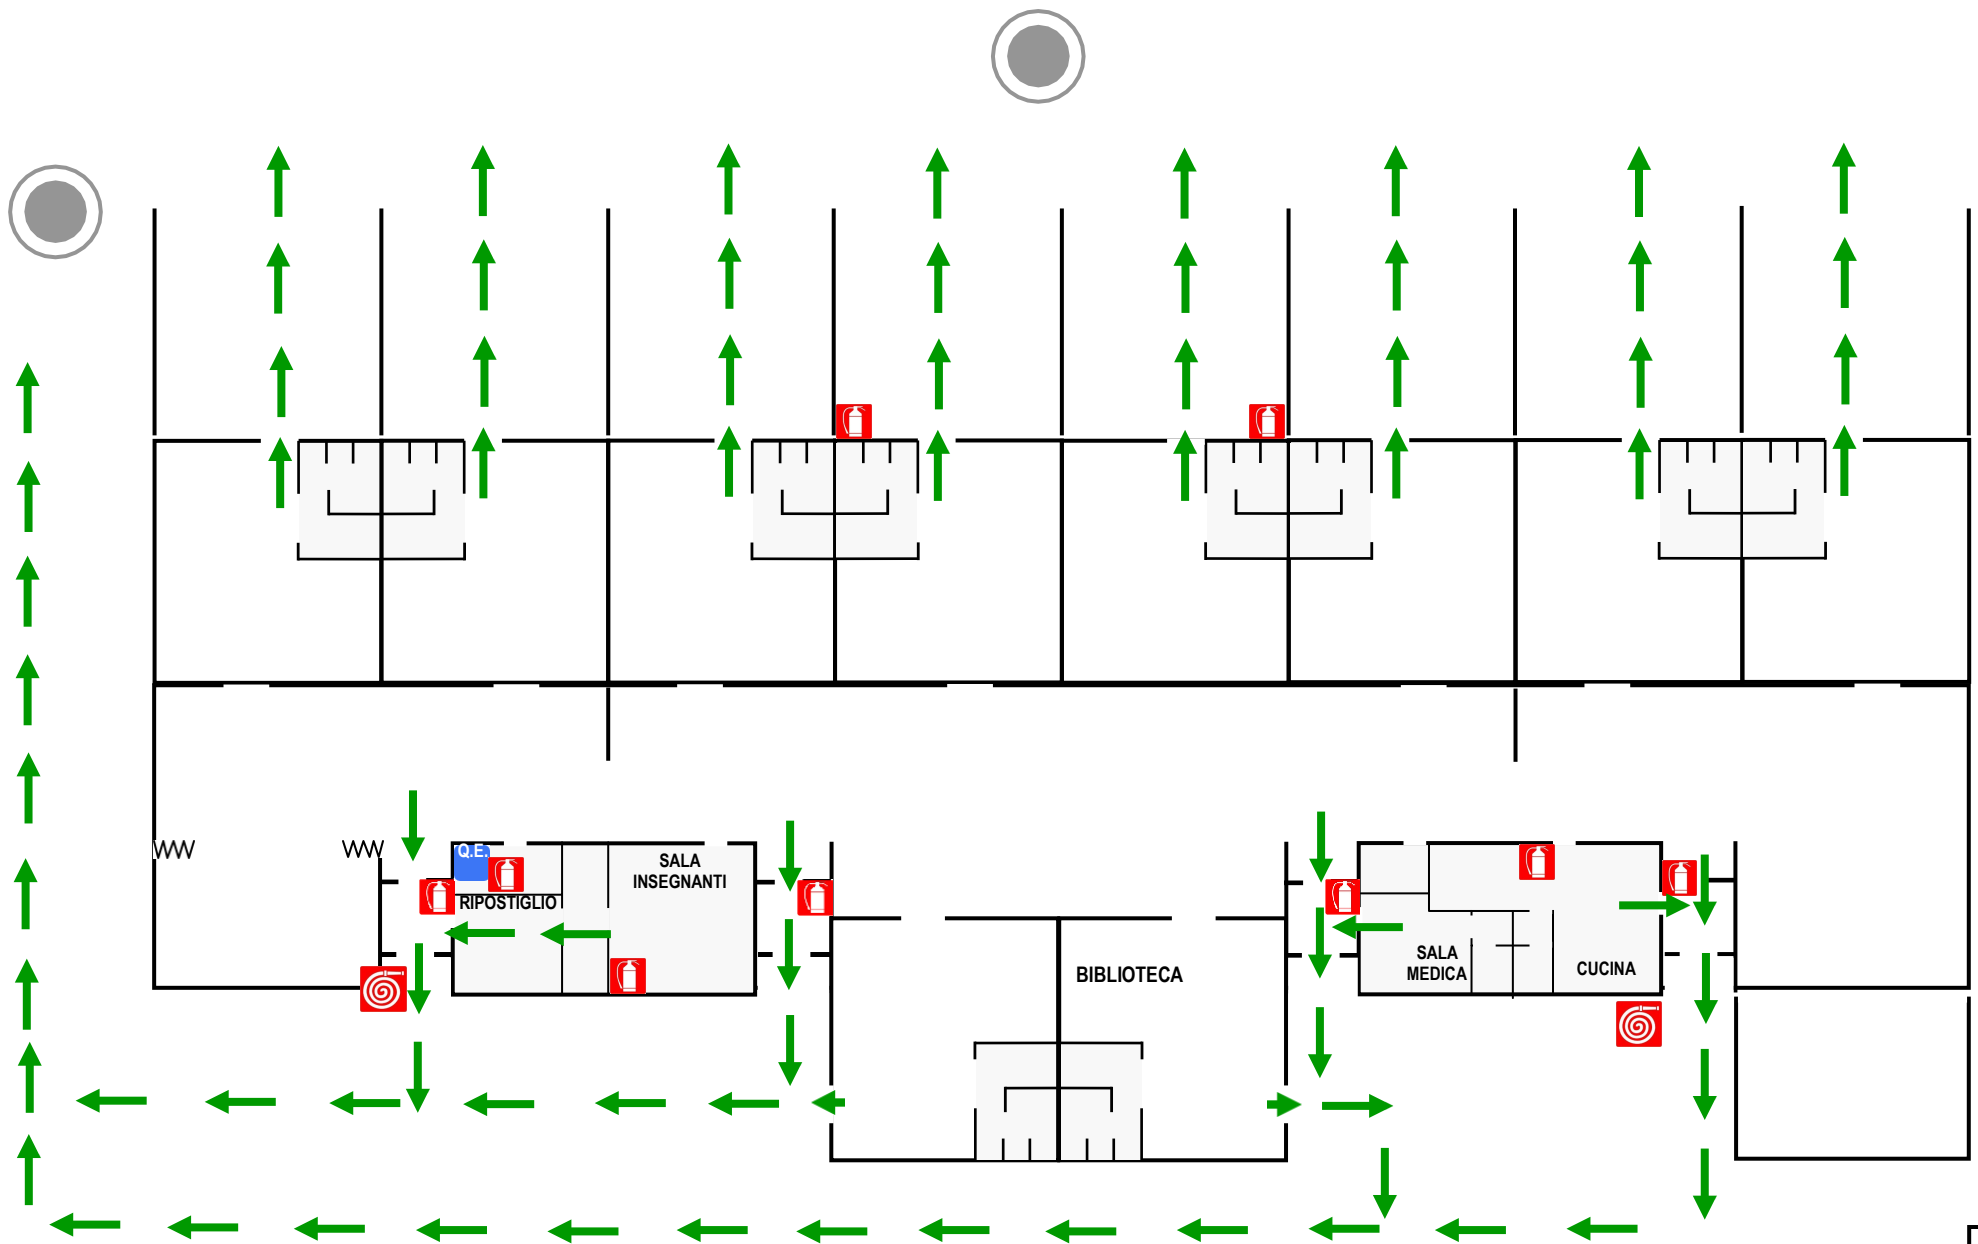 Q.E.
RIPOSTIGLIO
SALA
INSEGNANTI
BIBLIOTECA
SALA
MEDICA
CUCINA